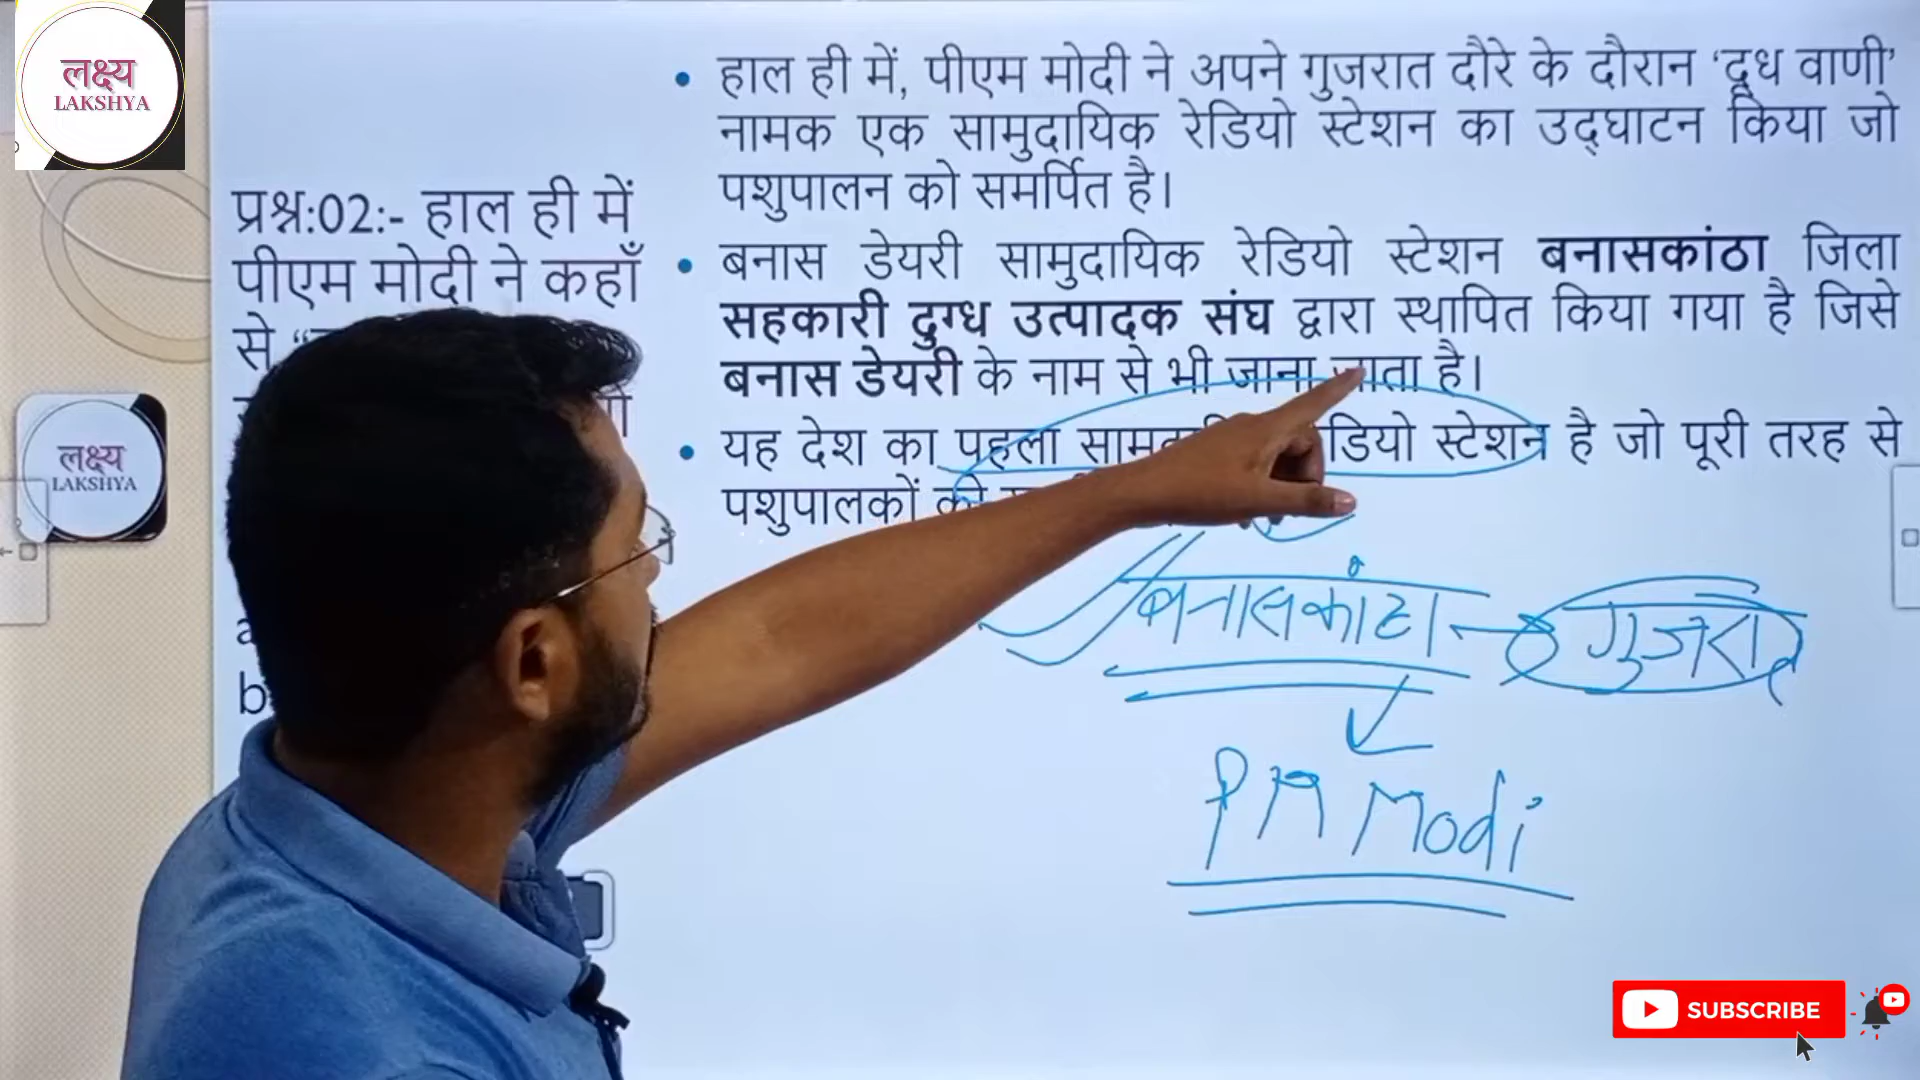 लक्ष्य
LAKSHYA
प्रश्न:02:- हाल ही में
पीएम मोदी ने कहाँ
से
a
b
• हाल ही में, पीएम मोदी ने अपने गुजरात दौरे के दौरान ‘दूध वाणी’
नामक एक सामुदायिक रेडियो स्टेशन का उद्घाटन किया जो
पशुपालन को समर्पित है।
• बनास डेयरी सामुदायिक रेडियो स्टेशन बनासकांठा जिला
सहकारी दुग्ध उत्पादक संघ द्वारा स्थापित किया गया है जिसे
बनास डेयरी के नाम से भी जाना जाता है।
• यह देश का पहला स्टेशन है जो पूरी तरह से
पशुपालकों को
बनासकांठा
गुजरात
PM Modi
लक्ष्य
LAKSHYA
SUBSCRIBE